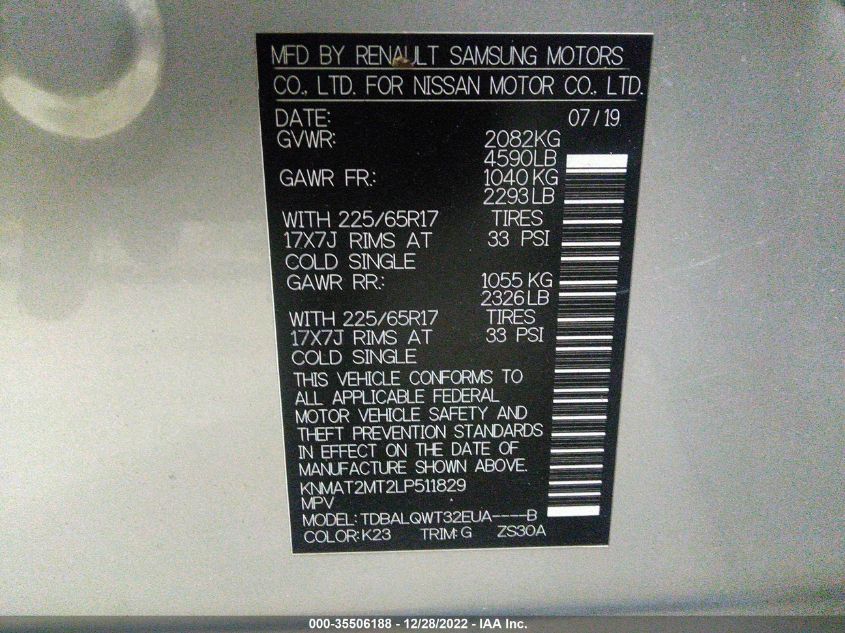 MFD BY RENAULT SAMSUNG MOTORS
CO., LTD. FOR NISSAN MOTOR CO., LTD.
DATE: 07/19
GVWR: 2082KG
4590LB
GAWR FR.: 1040 KG
2293 LB
WITH 225/65R17 TIRES
17X7J RIMS AT 33 PSI
COLD SINGLE
GAWR RR.: 1055 KG
2326LB
WITH 225/65R17 TIRES
17X7J RIMS AT 33 PSI
COLD SINGLE
THIS VEHICLE CONFORMS TO
ALL APPLICABLE FEDERAL
MOTOR VEHICLE SAFETY AND
THEFT PREVENTION STANDARDS
IN EFFECT ON THE DATE OF
MANUFACTURE SHOWN ABOVE.
KNMAT2MT2LP511829
MPV
MODEL: TDBALQWT32EUA----B
COLOR: K23 TRIM: G ZS30A
000-35506188 - 12/28/2022 - IAA Inc.